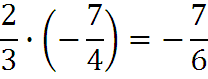 2/3 · (−7/4) = −7/6